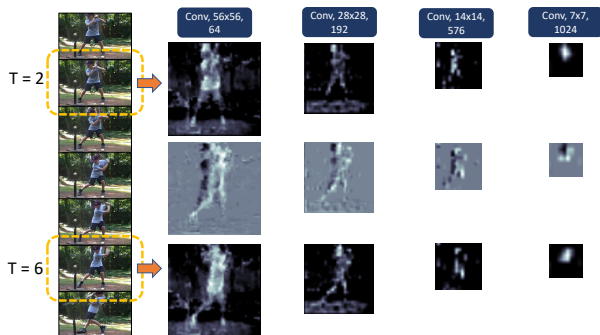 Conv, 56x56,
64
Conv, 28x28,
192
Conv, 14x14,
576
Conv, 7x7,
1024
T = 2
T = 6